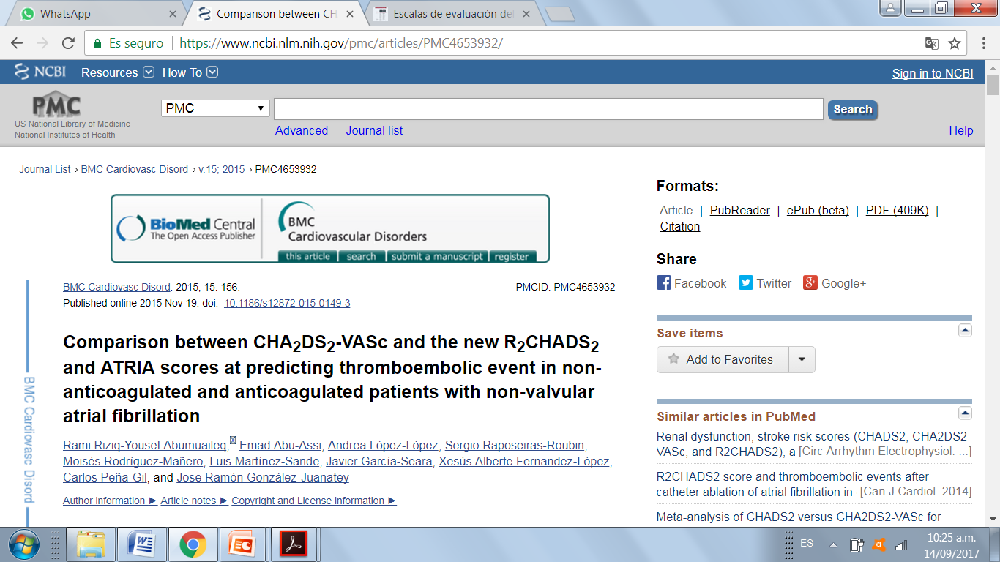 WhatsApp
Comparison between CH
Escalas de evaluación del
Es seguro
https://www.ncbi.nlm.nih.gov/pmc/articles/PMC4653932/
NCBI Resources How To Sign in to NCBI
PMC
US National Library of Medicine
National Institutes of Health
PMC
Search
Advanced Journal list Help
Journal List › BMC Cardiovasc Disord › v.15; 2015 › PMC4653932
BioMed Central
The Open Access Publisher
BMC
Cardiovascular Disorders
this article search submit a manuscript register
BMC Cardiovasc Disord. 2015; 15: 156. PMCID: PMC4653932
Published online 2015 Nov 19. doi: 10.1186/s12872-015-0149-3
Comparison between CHA2DS2-VASc and the new R2CHADS2
and ATRIA scores at predicting thromboembolic event in non-
anticoagulated and anticoagulated patients with non-valvular
atrial fibrillation
Rami Riziq-Yousef Abumuaileq, Emad Abu-Assi, Andrea López-López, Sergio Raposeiras-Roubin,
Moisés Rodríguez-Mañero, Luis Martínez-Sande, Javier García-Seara, Xesús Alberte Fernandez-López,
Carlos Peña-Gil, and Jose Ramón González-Juanatey
Author information ► Article notes ► Copyright and License information ►
BMC Cardiovasc Disord
Formats:
Article | PubReader | ePub (beta) | PDF (409K) |
Citation
Share
Facebook Twitter Google+
Save items
Add to Favorites
Similar articles in PubMed
Renal dysfunction, stroke risk scores (CHADS2, CHA2DS2-
VASc, and R2CHADS2), a [Circ Arrhythm Electrophysiol. ...]
R2CHADS2 score and thromboembolic events after
catheter ablation of atrial fibrillation in [Can J Cardiol. 2014]
Meta-analysis of CHADS2 versus CHA2DS2-VASc for
ES
10:25 a.m.
14/09/2017